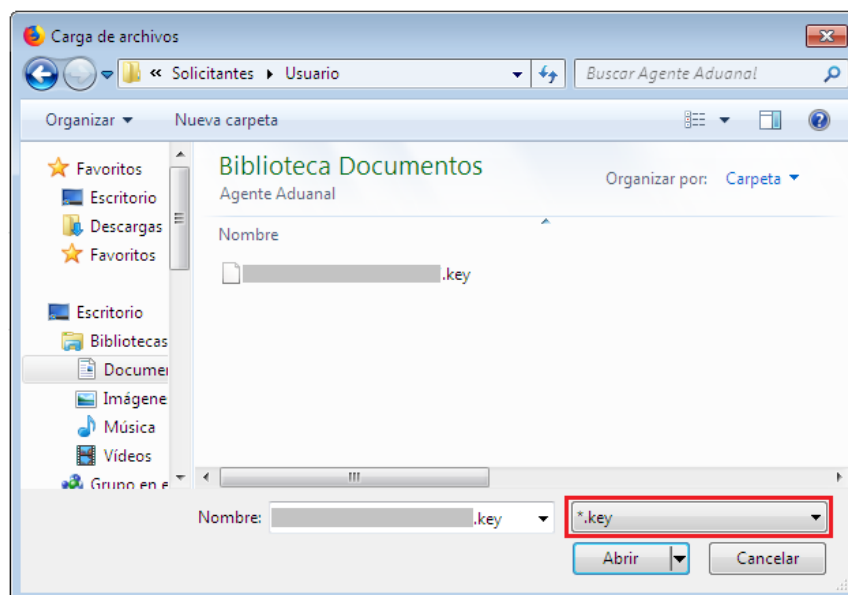 Carga de archivos
« Solicitantes Usuario
Buscar Agente Aduanal
Organizar
Nueva carpeta
Favoritos
Escritorio
Descargas
Favoritos
Escritorio
Bibliotecas
Documen
Imágene
Música
Vídeos
Grupo en e
Biblioteca Documentos
Agente Aduanal
Organizar por: Carpeta
Nombre
.key
Nombre: .key
*.key
Abrir
Cancelar